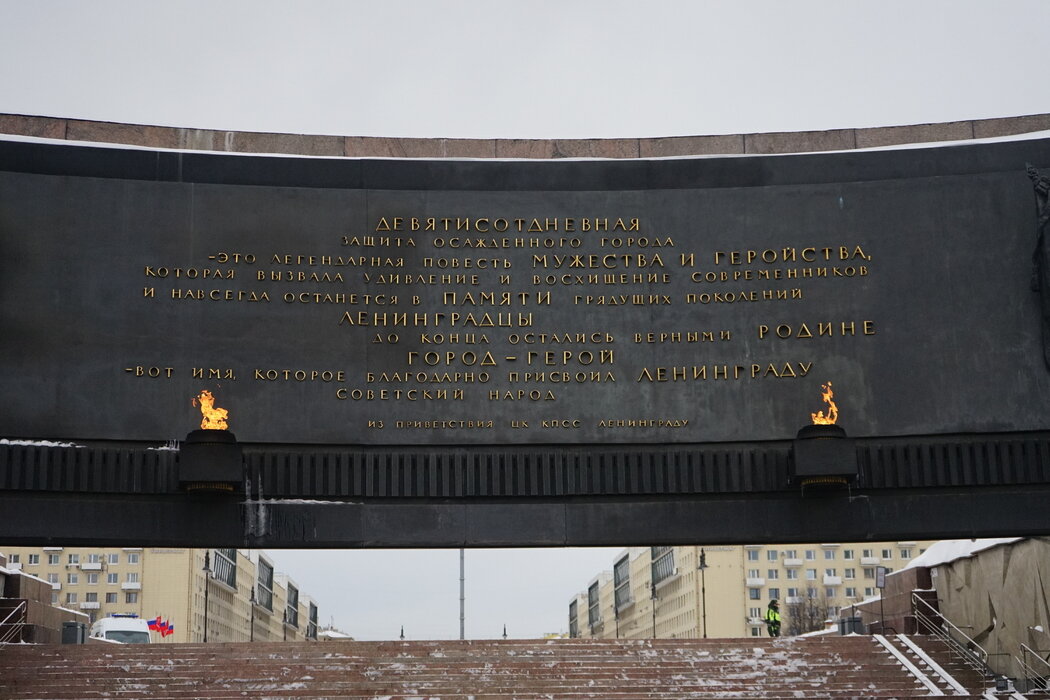 ДЕВЯТИСОТДНЕВНАЯ
ЗАЩИТА ОСАЖДЕННОГО ГОРОДА
-ЭТО ЛЕГЕНДАРНАЯ ПОВЕСТЬ МУЖЕСТВА И ГЕРОЙСТВА,
КОТОРАЯ ВЫЗВАЛА УДИВЛЕНИЕ И ВОСХИЩЕНИЕ СОВРЕМЕННИКОВ
И НАВСЕГДА ОСТАНЕТСЯ В ПАМЯТИ ГРЯДУЩИХ ПОКОЛЕНИЙ
ЛЕНИНГРАДЦЫ
ДО КОНЦА ОСТАЛИСЬ ВЕРНЫМИ РОДИНЕ
ГОРОД-ГЕРОЙ
-ВОТ ИМЯ, КОТОРОЕ БЛАГОДАРНО ПРИСВОИЛ ЛЕНИНГРАДУ
СОВЕТСКИЙ НАРОД
ИЗ ПРИВЕТСТВИЯ ЦК КПСС ЛЕНИНГРАДУ